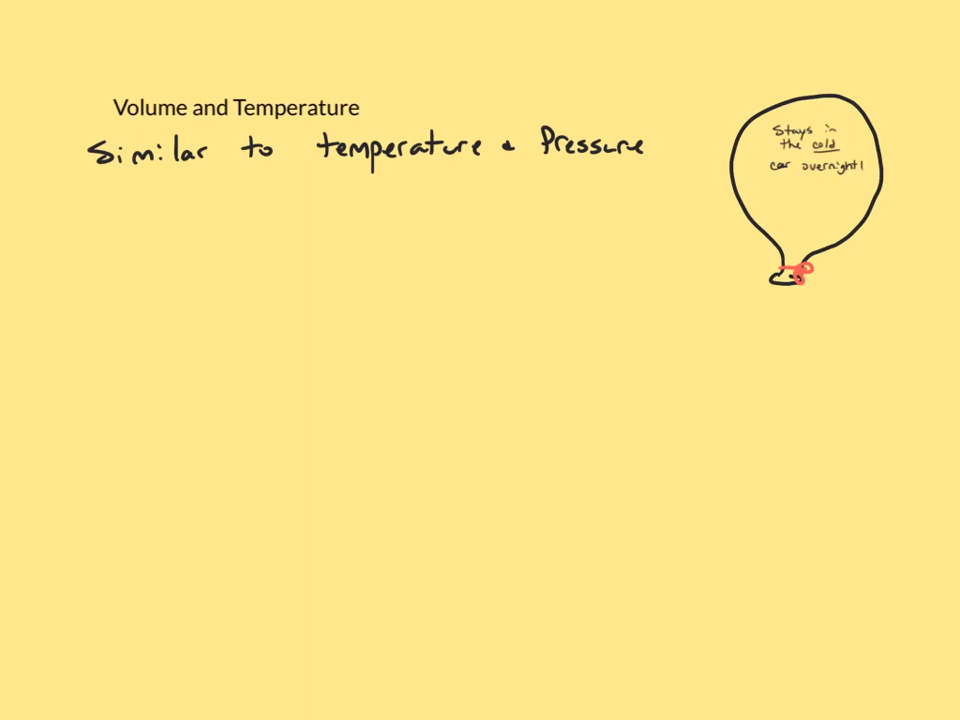 Volume and Temperature
Similar to temperature & Pressure
Stays in
the cold
car overnight!